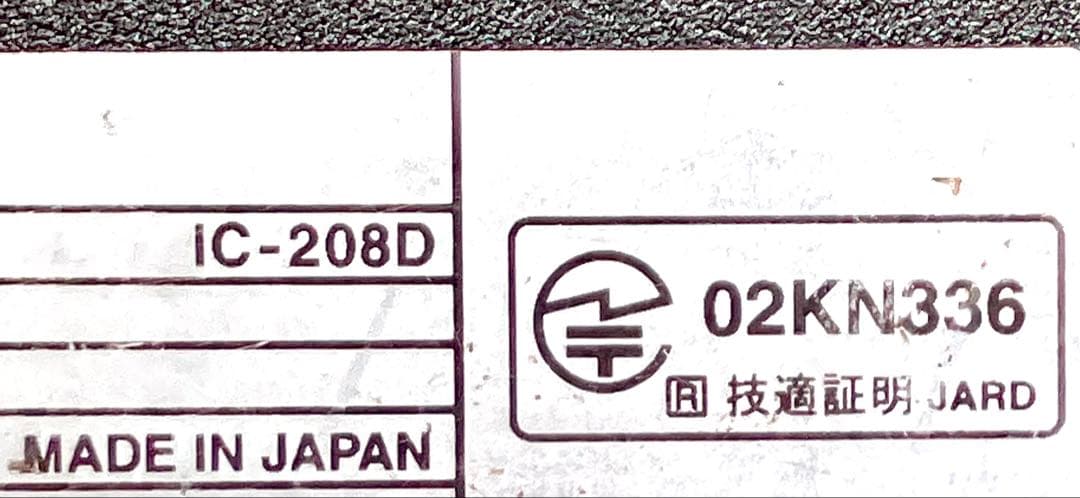 IC-208D
MADE IN JAPAN
02KN336
R 技適証明 JARD